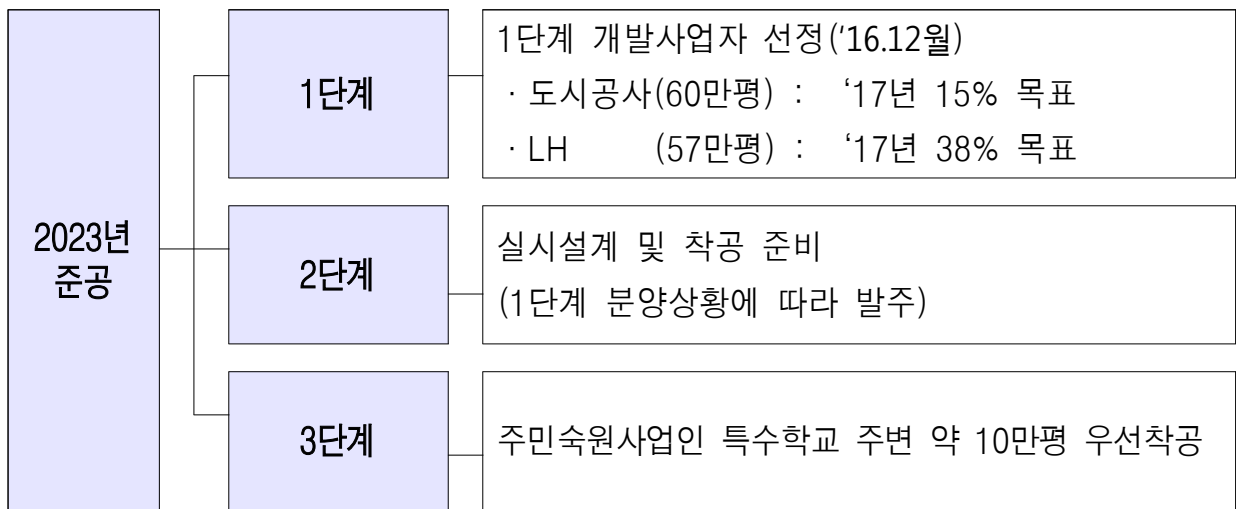 2023년
준공
1단계
1단계 개발사업자 선정('16.12월)
· 도시공사(60만평) : ‘17년 15% 목표
· LH (57만평) : ‘17년 38% 목표
2단계
실시설계 및 착공 준비
(1단계 분양상황에 따라 발주)
3단계
주민숙원사업인 특수학교 주변 약 10만평 우선착공